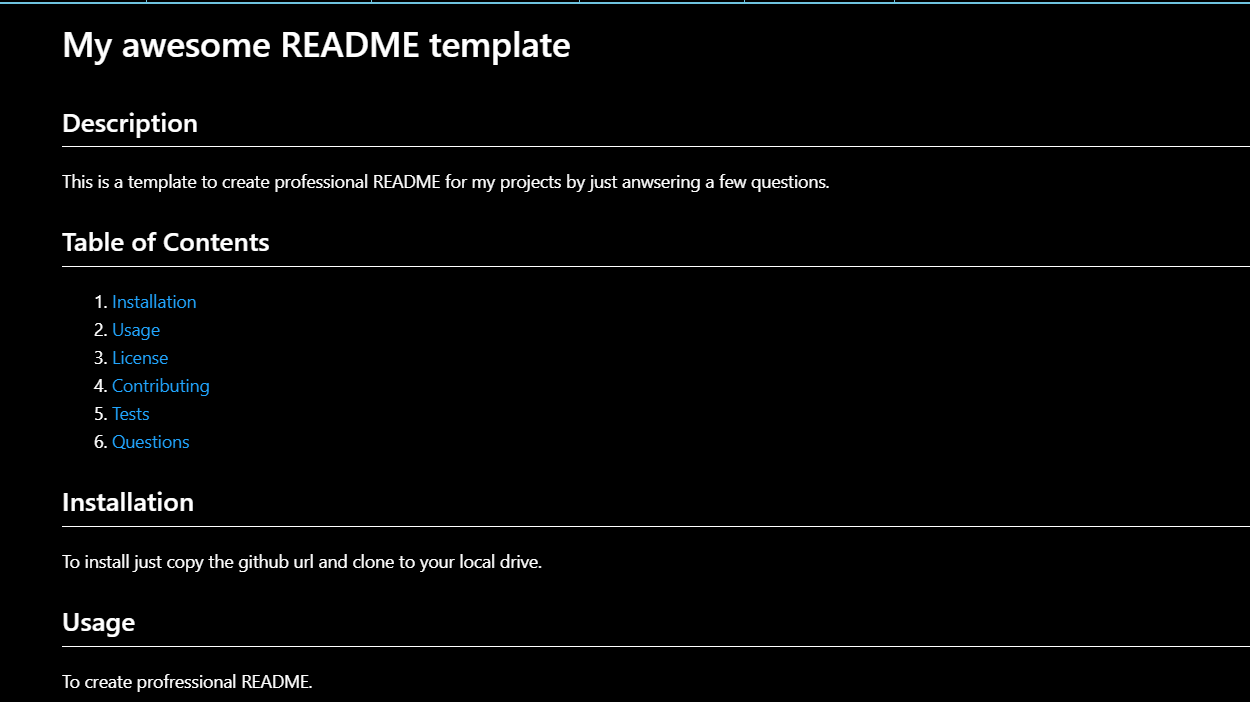 My awesome README template
Description
This is a template to create professional README for my projects by just anwsering a few questions.
Table of Contents
1. Installation
2. Usage
3. License
4. Contributing
5. Tests
6. Questions
Installation
To install just copy the github url and clone to your local drive.
Usage
To create profressional README.